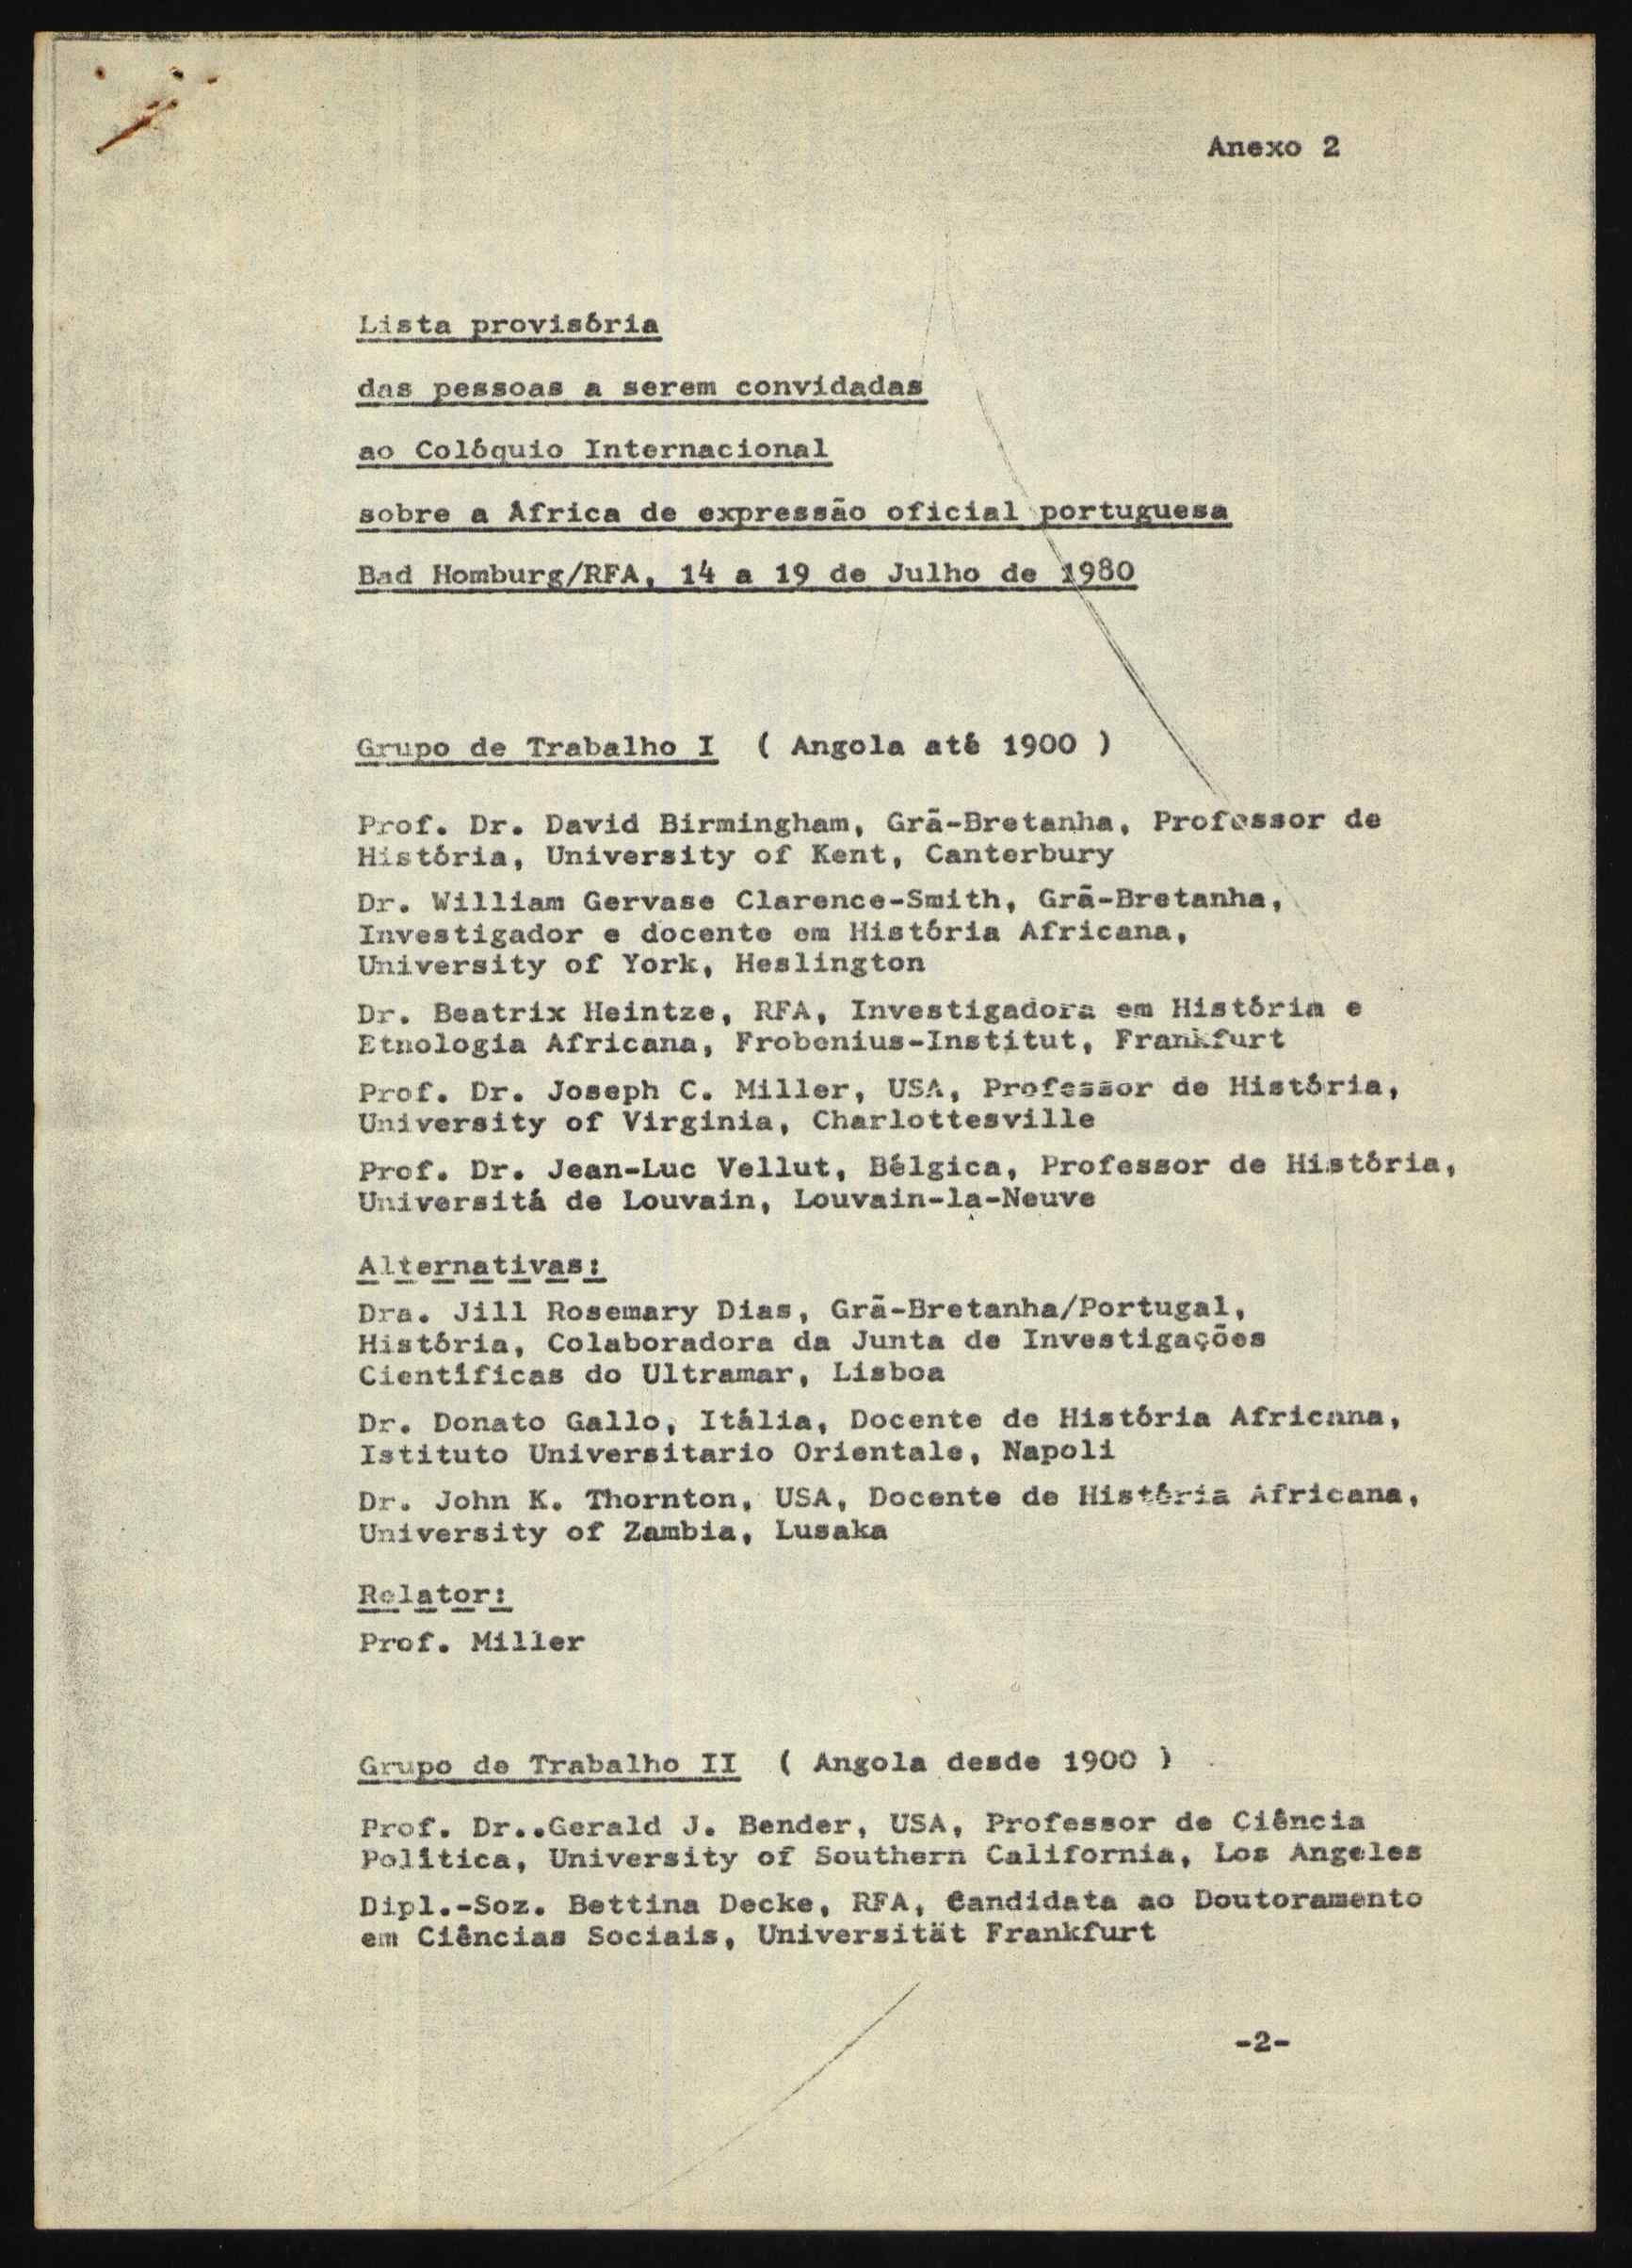 Anexo 2
Lista provisória
das pessoas a serem convidadas
ao Colóquio Internacional
sobre a África de expressão oficial portuguesa
Bad Homburg/RFA, 14 a 19 de Julho de 1980
Grupo de Trabalho I ( Angola até 1900 )
Prof. Dr. David Birmingham, Grã-Bretanha, Professor de
História, University of Kent, Canterbury
Dr. William Gervase Clarence-Smith, Grã-Bretanha,
Investigador e docente em História Africana,
University of York, Heslington
Dr. Beatrix Heintze, RFA, Investigadora em História e
Etnologia Africana, Frobenius-Institut, Frankfurt
Prof. Dr. Joseph C. Miller, USA, Professor de História,
University of Virginia, Charlottesville
Prof. Dr. Jean-Luc Vellut, Bélgica, Professor de História,
Universitá de Louvain, Louvain-la-Neuve
Alternativas:
Dra. Jill Rosemary Dias, Grã-Bretanha/Portugal,
História, Colaboradora da Junta de Investigações
Científicas do Ultramar, Lisboa
Dr. Donato Gallo, Itália, Docente de História Africana,
Istituto Universitario Orientale, Napoli
Dr. John K. Thornton, USA, Docente de História Africana,
University of Zambia, Lusaka
Relator:
Prof. Miller
Grupo de Trabalho II ( Angola desde 1900 )
Prof. Dr..Gerald J. Bender, USA, Professor de Ciência
Política, University of Southern California, Los Angeles
Dipl.-Soz. Bettina Decke, RFA, Candidata ao Doutoramento
em Ciências Sociais, Universität Frankfurt
-2-